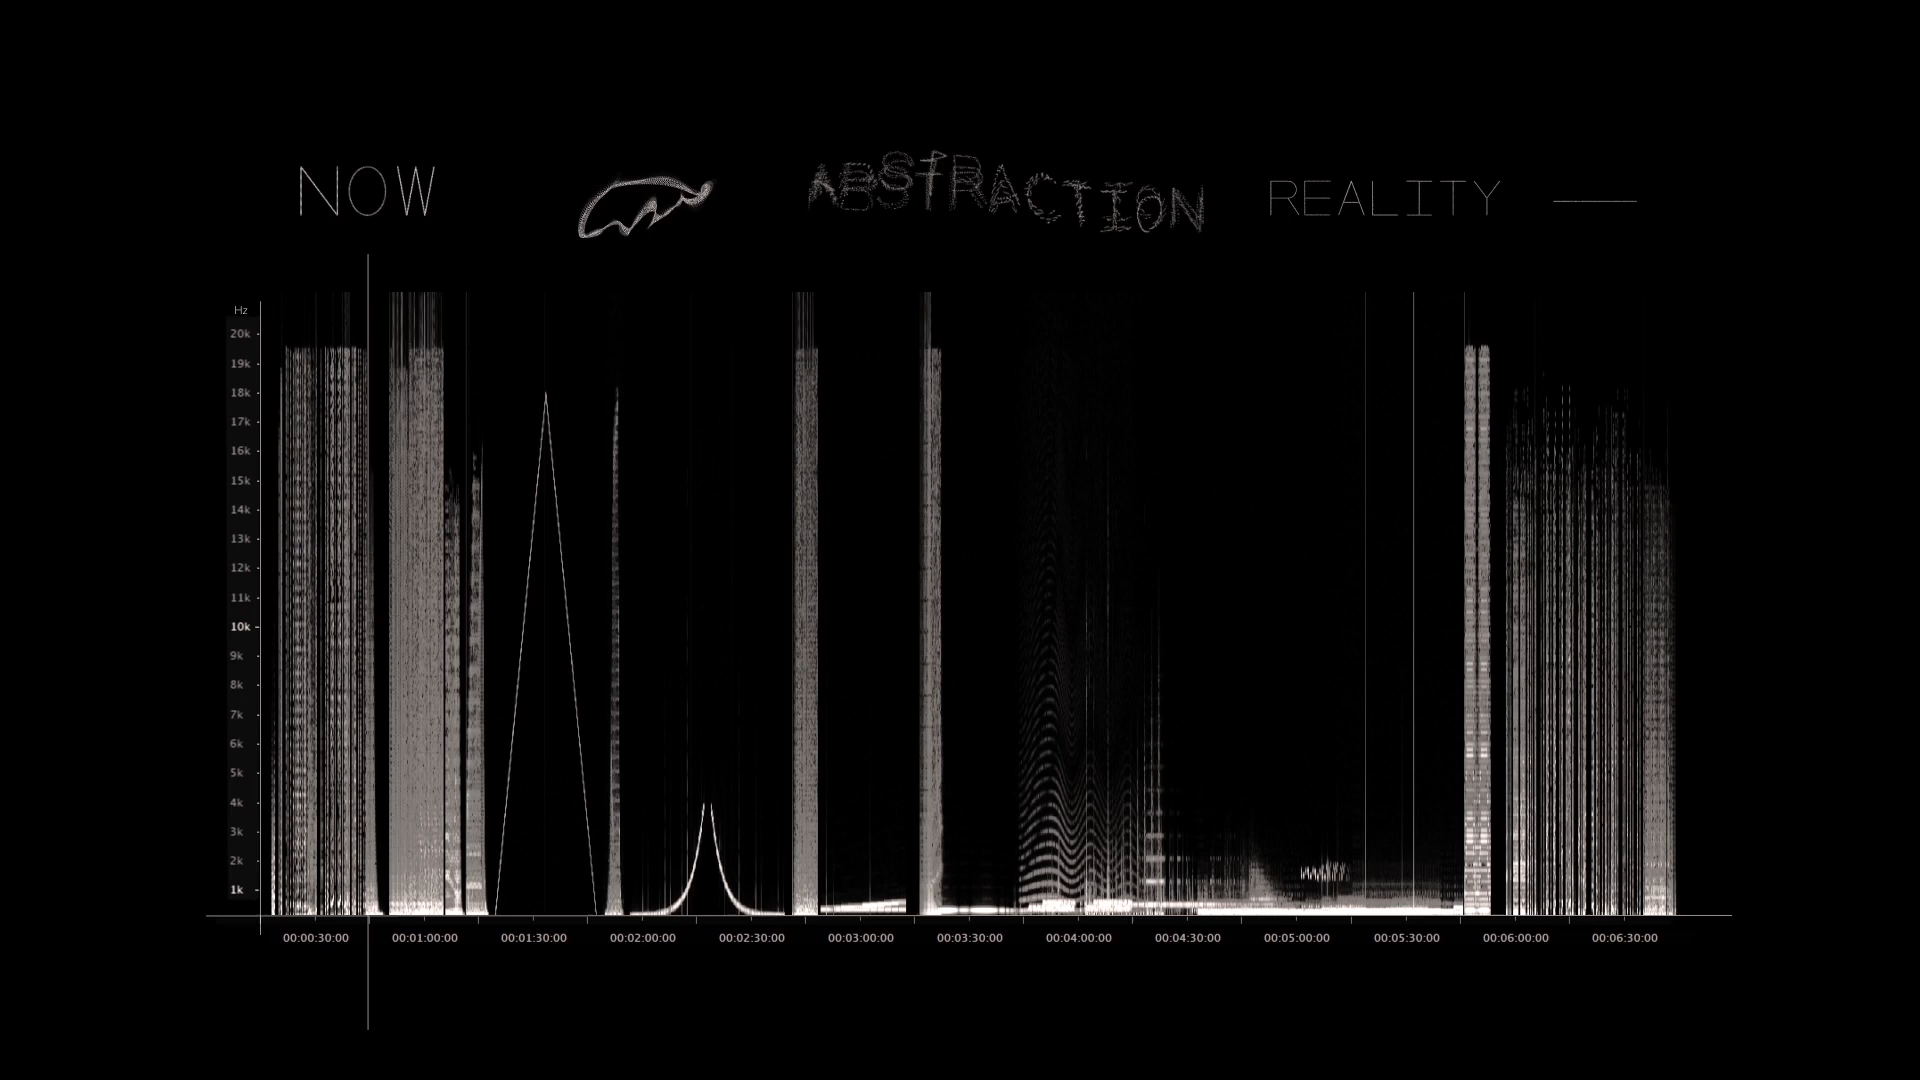 NOW ABSTRACTION REALITY
Hz
20k
19k
18k
17k
16k
15k
14k
13k
12k
11k
10k
9k
8k
7k
6k
5k
4k
3k
2k
1k
00:00:30:00 00:01:00:00 00:01:30:00 00:02:00:00 00:02:30:00 00:03:00:00 00:03:30:00 00:04:00:00 00:04:30:00 00:05:00:00 00:05:30:00 00:06:00:00 00:06:30:00